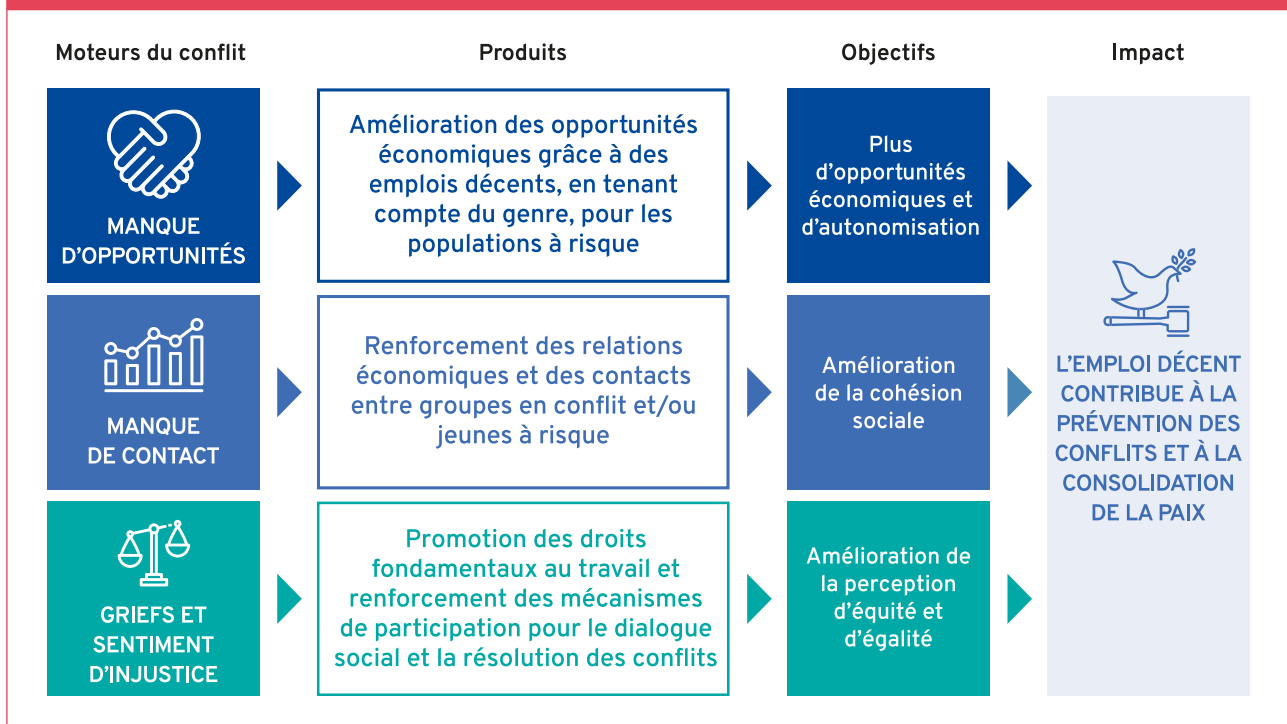 Moteurs du conflit
Produits
Objectifs
Impact
MANQUE
D'OPPORTUNITÉS
Amélioration des opportunités
économiques grâce à des
emplois décents, en tenant
compte du genre, pour les
populations à risque
Plus
d'opportunités
économiques et
d'autonomisation
MANQUE
DE CONTACT
Renforcement des relations
économiques et des contacts
entre groupes en conflit et/ou
jeunes à risque
Amélioration
de la cohésion
sociale
GRIEFS ET
SENTIMENT
D'INJUSTICE
Promotion des droits
fondamentaux au travail et
renforcement des mécanismes
de participation pour le dialogue
social et la résolution des conflits
Amélioration de
la perception
d'équité et
d'égalité
L'EMPLOI DÉCENT
CONTRIBUE À LA
PRÉVENTION DES
CONFLITS ET À LA
CONSOLIDATION
DE LA PAIX